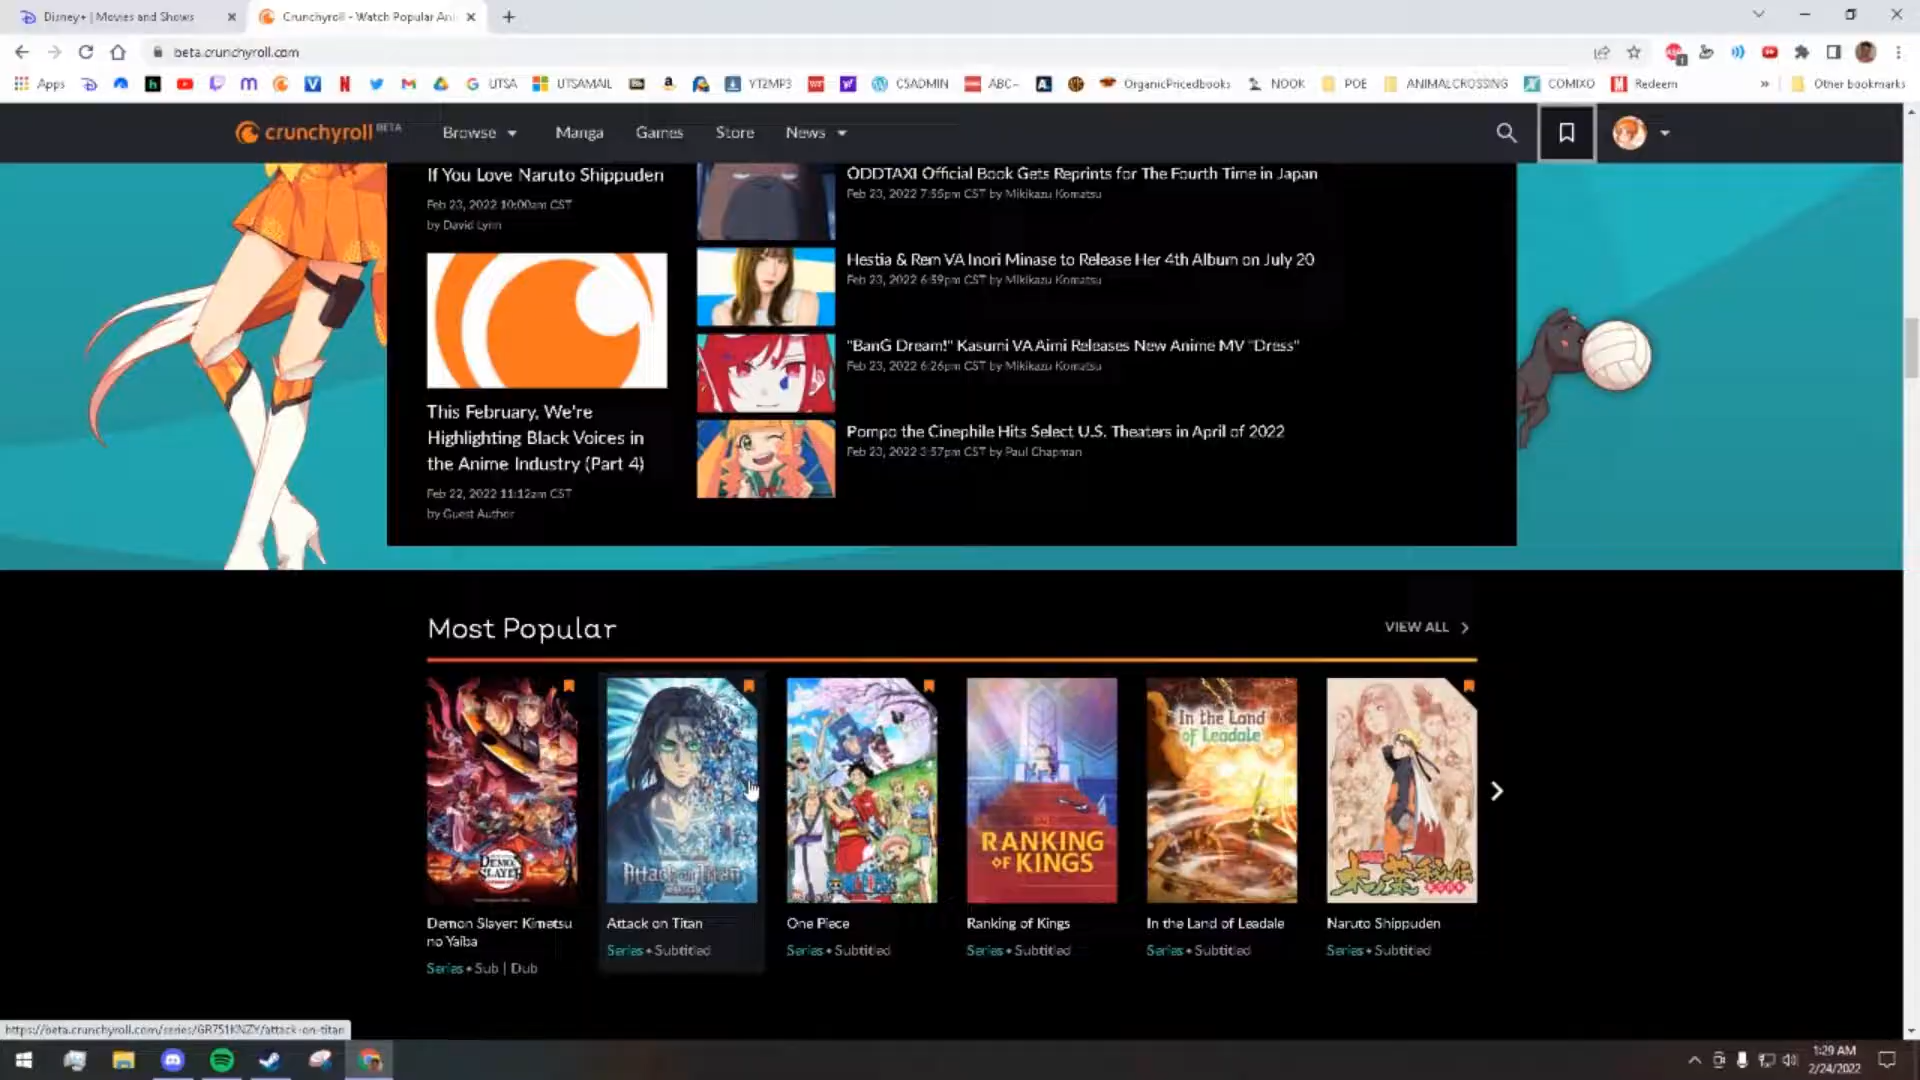 Disney+ | Movies and Shows
Crunchyroll - Watch Popular Ani
beta.crunchyroll.com
Apps
UTSA
UTSAMAIL
YT2MP3
CSADMIN
ABC-
OrganicPricedbooks
NOOK
POE
ANIMALCROSSING
COMIXO
Redeem
Other bookmarks
crunchyroll BETA
Browse
Manga
Games
Store
News
If You Love Naruto Shippuden
Feb 23, 2022 10:00am CST
by David Lynn
This February, We're
Highlighting Black Voices in
the Anime Industry (Part 4)
Feb 22, 2022 11:12am CST
by Guest Author
ODDTAXI Official Book Gets Reprints for The Fourth Time in Japan
Feb 23, 2022 7:55pm CST by Mikikazu Komatsu
Hestia & Rem VA Inori Minase to Release Her 4th Album on July 20
Feb 23, 2022 6:59pm CST by Mikikazu Komatsu
"BanG Dream!" Kasumi VA Aimi Releases New Anime MV "Dress"
Feb 23, 2022 6:26pm CST by Mikikazu Komatsu
Pompo the Cinephile Hits Select U.S. Theaters in April of 2022
Feb 23, 2022 3:57pm CST by Paul Chapman
Most Popular
VIEW ALL
DEMON
SLAYER
Attack on Titan
RANKING
OF KINGS
In the Land
of Leadale
Demon Slayer: Kimetsu
no Yaiba
Series • Sub | Dub
Attack on Titan
Series • Subtitled
One Piece
Series • Subtitled
Ranking of Kings
Series • Subtitled
In the Land of Leadale
Series • Subtitled
Naruto Shippuden
Series • Subtitled
https://beta.crunchyroll.com/series/GR751KNZY/attack-on-titan
1:29 AM
2/24/2022